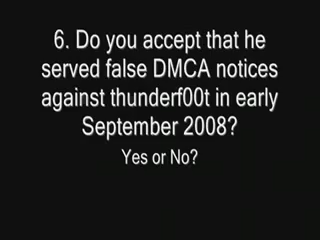 6. Do you accept that he
served false DMCA notices
against thunderf00t in early
September 2008?
Yes or No?